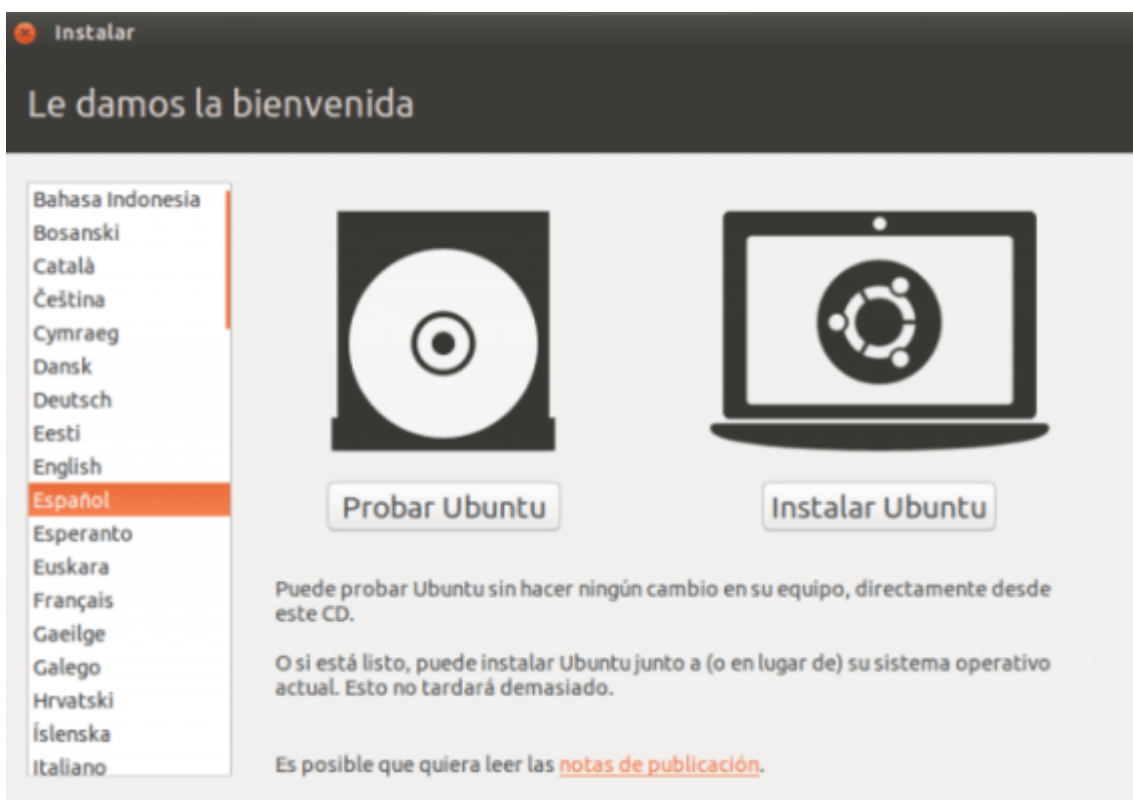 Instalar
Le damos la bienvenida
Bahasa Indonesia
Bosanski
Català
Čeština
Cymraeg
Dansk
Deutsch
Eesti
English
Español
Esperanto
Euskara
Français
Gaeilge
Galego
Hrvatski
Íslenska
Italiano
Probar Ubuntu
Instalar Ubuntu
Puede probar Ubuntu sin hacer ningún cambio en su equipo, directamente desde
este CD.
O si está listo, puede instalar Ubuntu junto a (o en lugar de) su sistema operativo
actual. Esto no tardará demasiado.
Es posible que quiera leer las notas de publicación.